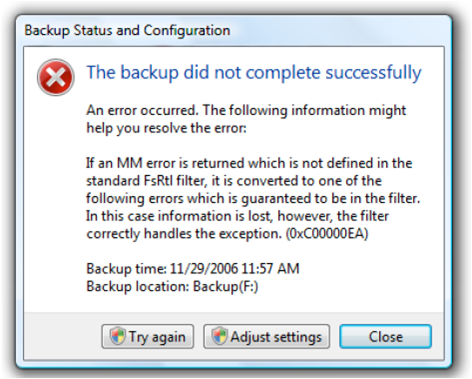 Backup Status and Configuration
The backup did not complete successfully
An error occurred. The following information might
help you resolve the error:
If an MM error is returned which is not defined in the
standard FsRtl filter, it is converted to one of the
following errors which is guaranteed to be in the filter.
In this case information is lost, however, the filter
correctly handles the exception. (0xC00000EA)
Backup time: 11/29/2006 11:57 AM
Backup location: Backup(F:)
Try again Adjust settings Close